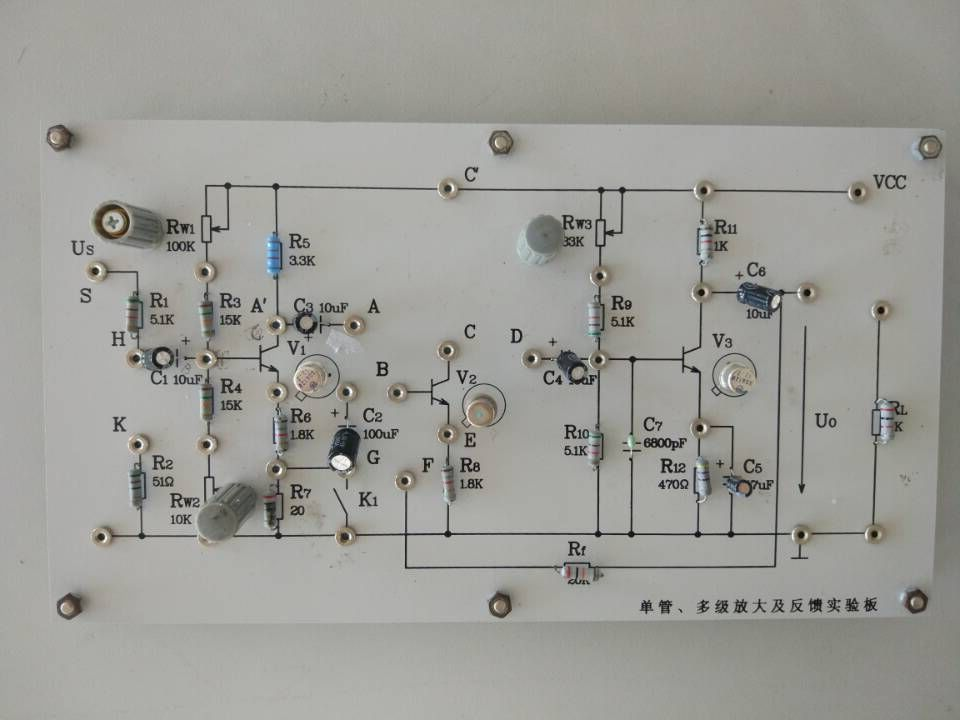 C'
VCC
RW1
100K
Us
S
R5
3.3K
RW3
33K
R11
1K
C6
10uF
R1
5.1K
R3
15K
A'
C3
10uF
A
R9
5.1K
H
C1
10uF
V1
C
D
C4
V3
B
V2
R4
15K
C2
100uF
RL
K
R6
1.8K
C7
6800pF
Uo
K
R2
51Ω
G
E
F
R8
1.8K
R10
5.1K
R12
470Ω
C5
RW2
10K
R7
20
K1
Rf
单管、多级放大及反馈实验板